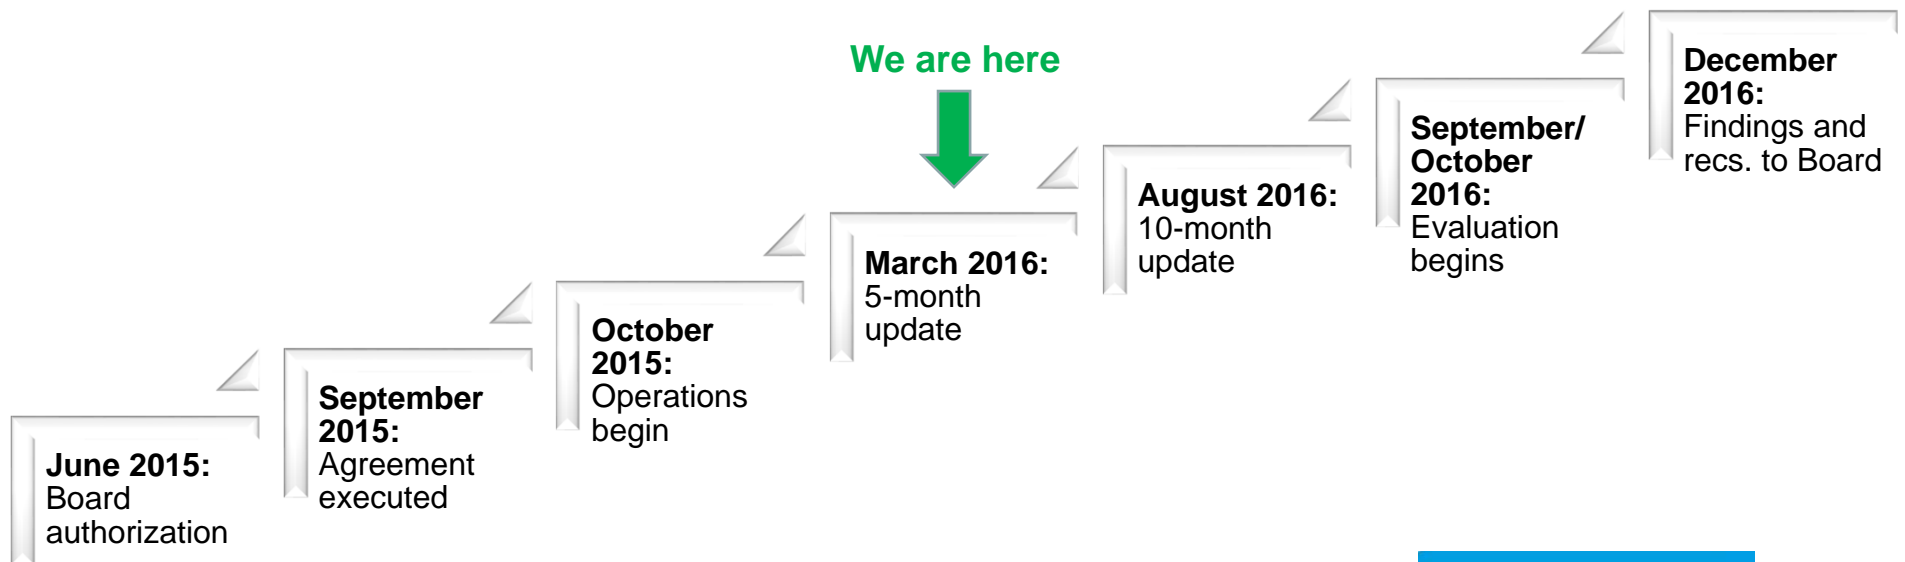 We are here
June 2015:
Board
authorization
September
2015:
Agreement
executed
October
2015:
Operations
begin
March 2016:
5-month
update
August 2016:
10-month
update
September/
October
2016:
Evaluation
begins
December
2016:
Findings and
recs. to Board